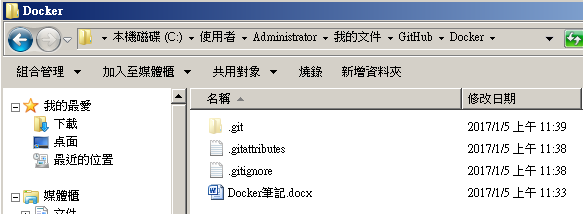 Docker
本機磁碟 (C:) 使用者 Administrator 我的文件 GitHub Docker
組合管理 加入至媒體櫃 共用對象 燒錄 新增資料夾
我的最愛
下載
桌面
最近的位置
媒體櫃
文件
名稱 修改日期
.git 2017/1/5 上午 11:39
.gitattributes 2017/1/5 上午 11:38
.gitignore 2017/1/5 上午 11:38
Docker筆記.docx 2017/1/5 上午 11:33